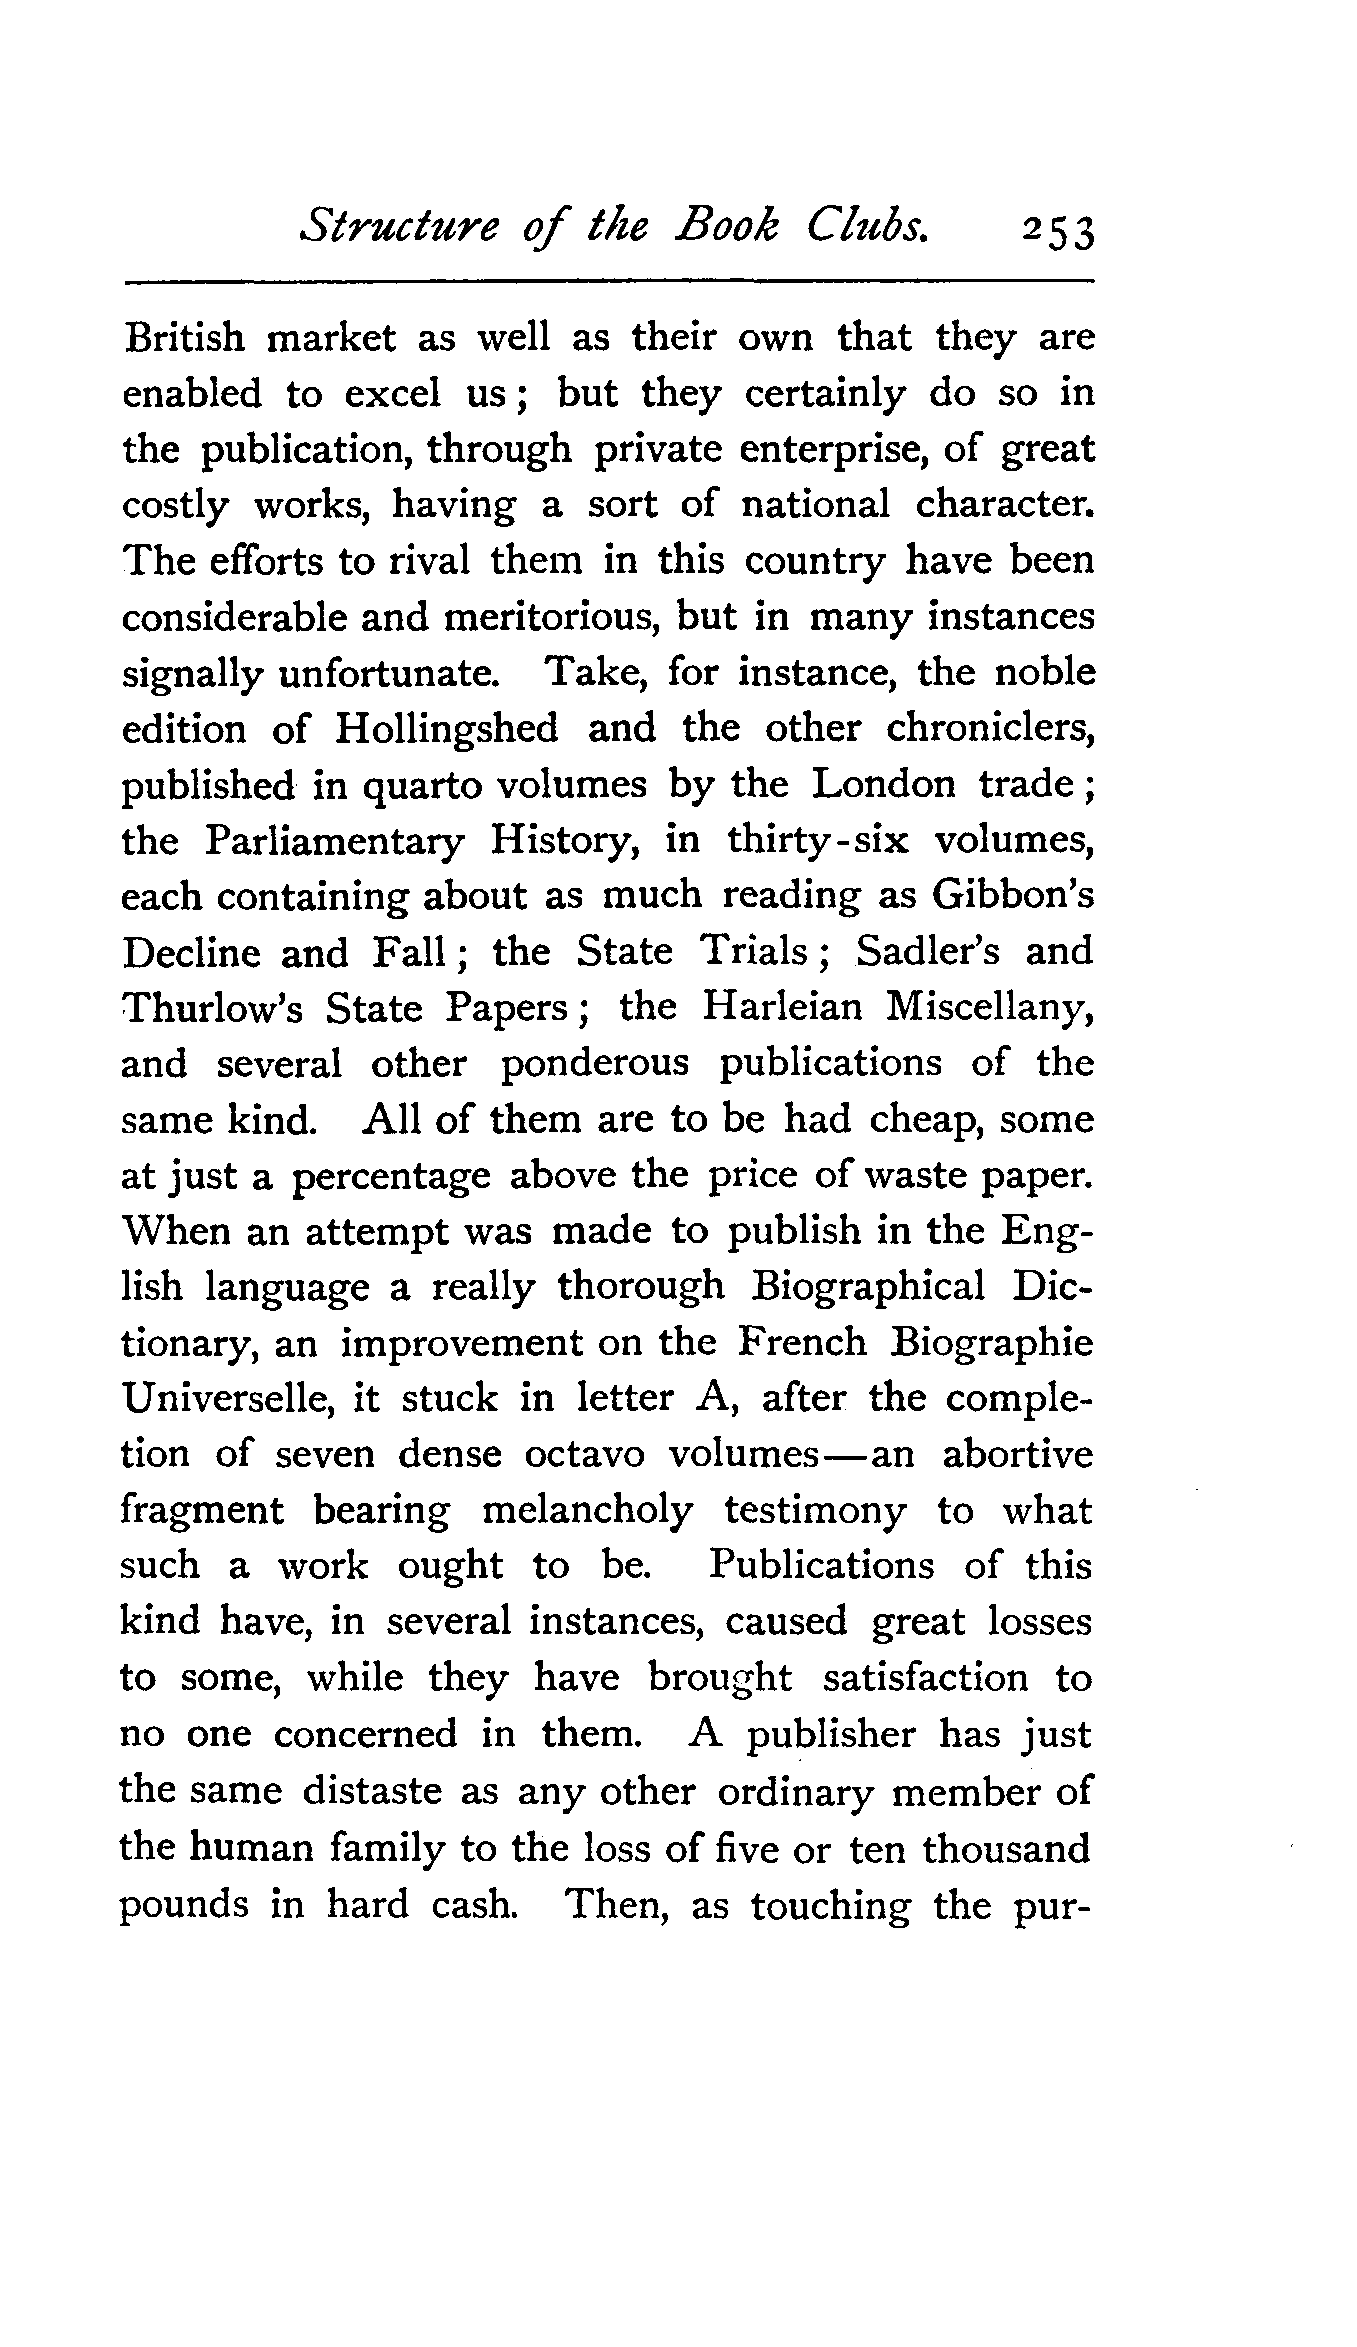 Structure of the Book Clubs. 253
British market as well as their own that they are
enabled to excel us ; but they certainly do so in
the publication, through private enterprise, of great
costly works, having a sort of national character.
The efforts to rival them in this country have been
considerable and meritorious, but in many instances
signally unfortunate. Take, for instance, the noble
edition of Hollingshed and the other chroniclers,
published in quarto volumes by the London trade ;
the Parliamentary History, in thirty-six volumes,
each containing about as much reading as Gibbon's
Decline and Fall ; the State Trials ; Sadler's and
Thurlow's State Papers ; the Harleian Miscellany,
and several other ponderous publications of the
same kind. All of them are to be had cheap, some
at just a percentage above the price of waste paper.
When an attempt was made to publish in the Eng-
lish language a really thorough Biographical Dic-
tionary, an improvement on the French Biographie
Universelle, it stuck in letter A, after the comple-
tion of seven dense octavo volumes—an abortive
fragment bearing melancholy testimony to what
such a work ought to be. Publications of this
kind have, in several instances, caused great losses
to some, while they have brought satisfaction to
no one concerned in them. A publisher has just
the same distaste as any other ordinary member of
the human family to the loss of five or ten thousand
pounds in hard cash. Then, as touching the pur-